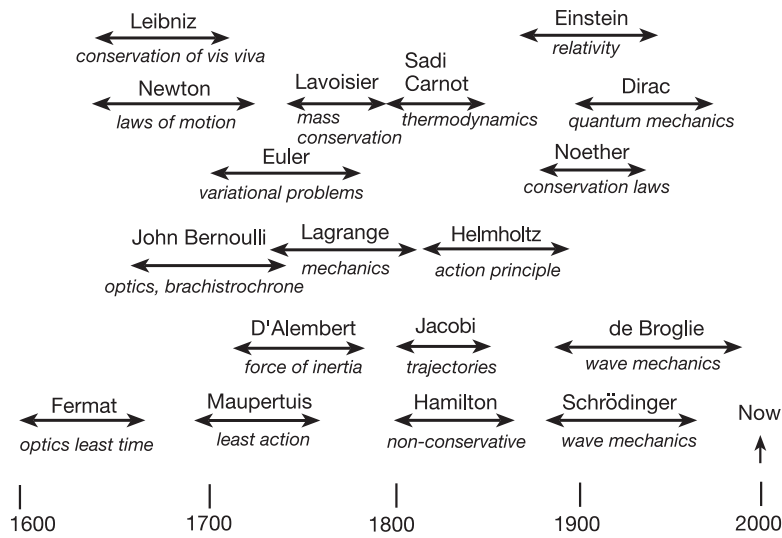 Leibniz
conservation of vis viva
Einstein
relativity
Newton
laws of motion
Lavoisier
mass
conservation
Sadi
Carnot
thermodynamics
Dirac
quantum mechanics
Euler
variational problems
Noether
conservation laws
John Bernoulli
optics, brachistrochrone
Lagrange
mechanics
Helmholtz
action principle
D'Alembert
force of inertia
Jacobi
trajectories
de Broglie
wave mechanics
Fermat
optics least time
Maupertuis
least action
Hamilton
non-conservative
Schrödinger
wave mechanics
Now
1600
1700
1800
1900
2000